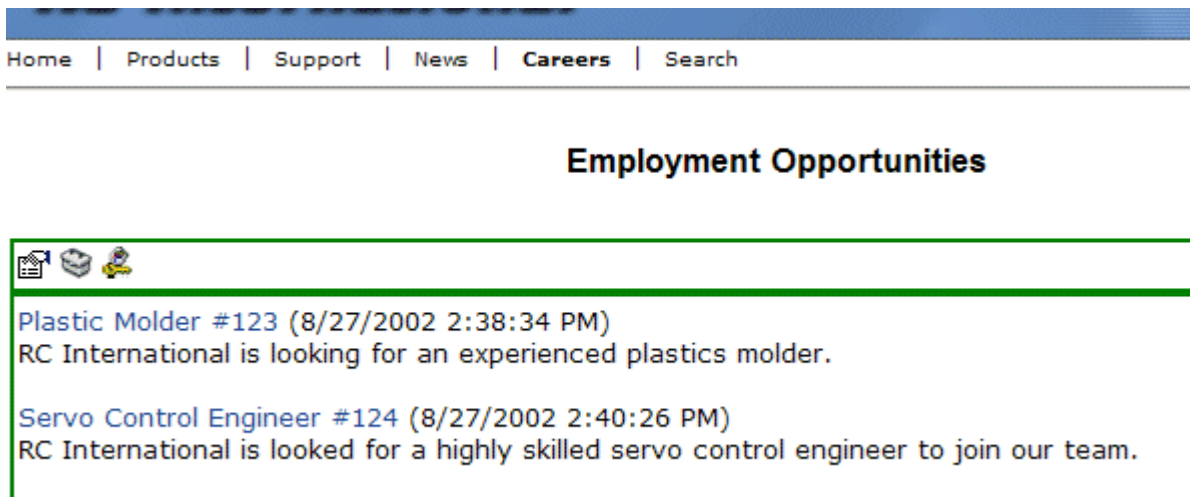 Home | Products | Support | News | Careers | Search
Employment Opportunities
Plastic Molder #123 (8/27/2002 2:38:34 PM)
RC International is looking for an experienced plastics molder.
Servo Control Engineer #124 (8/27/2002 2:40:26 PM)
RC International is looked for a highly skilled servo control engineer to join our team.